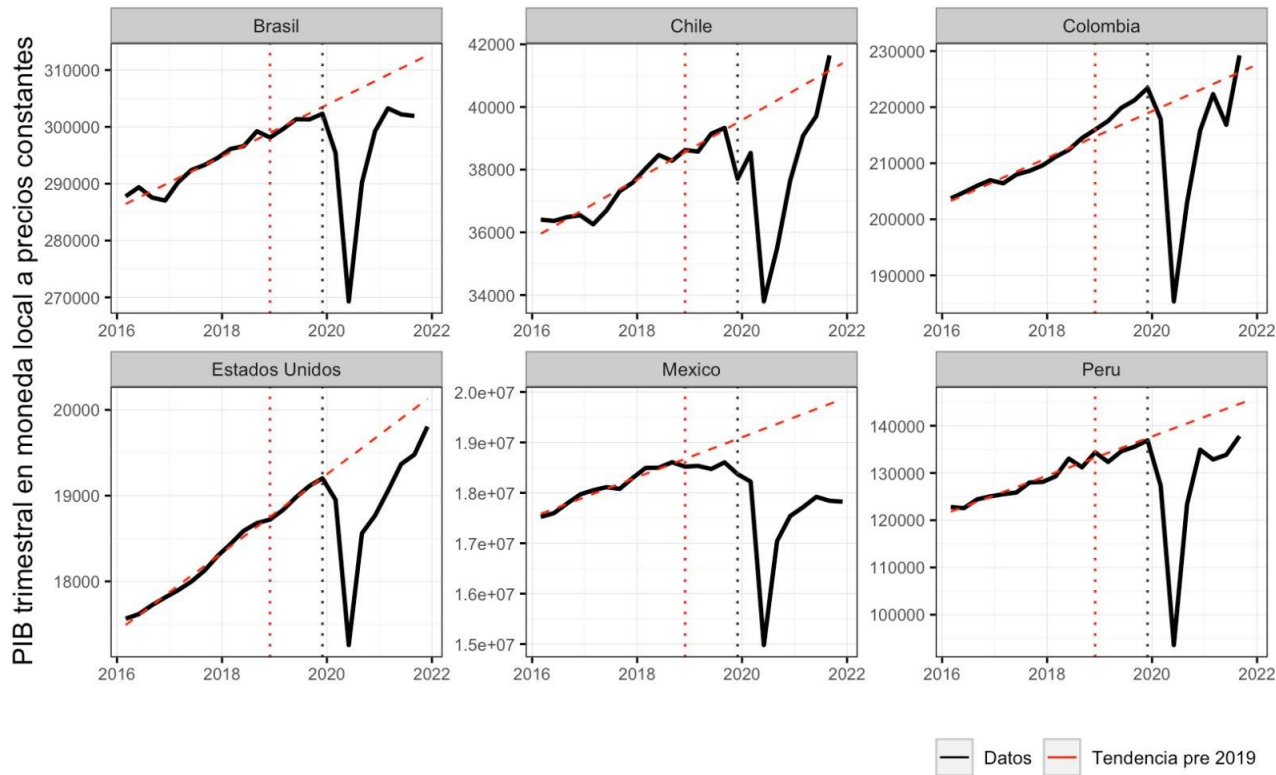 PIB trimestral en moneda local a precios constantes
Brasil
310000
300000
290000
280000
270000
2016 2018 2020 2022
Chile
42000
40000
38000
36000
34000
2016 2018 2020 2022
Colombia
230000
220000
210000
200000
190000
2016 2018 2020 2022
Estados Unidos
20000
19000
18000
2016 2018 2020 2022
Mexico
2.0e+07
1.9e+07
1.8e+07
1.7e+07
1.6e+07
1.5e+07
2016 2018 2020 2022
Peru
140000
130000
120000
100000
2016 2018 2020 2022
Datos Tendencia pre 2019